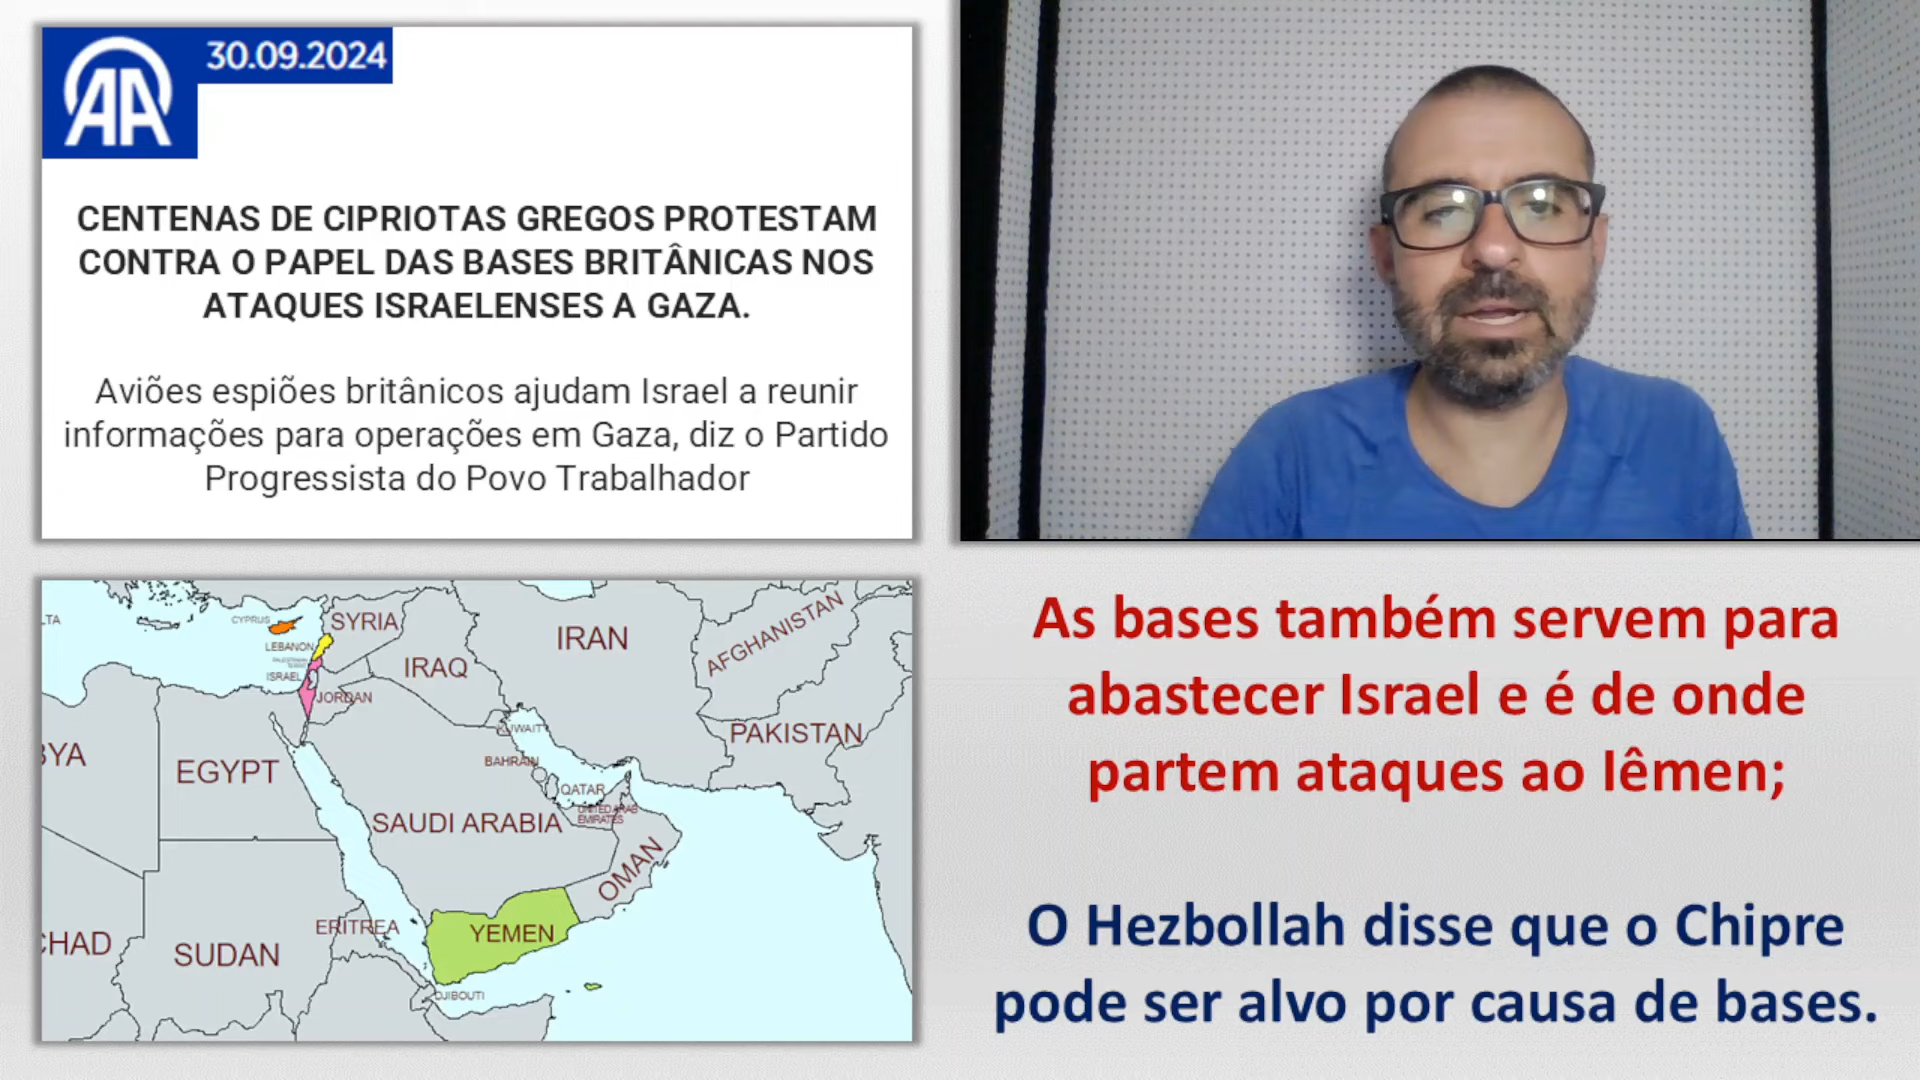 AA
30.09.2024
CENTENAS DE CIPRIOTAS GREGOS PROTESTAM
CONTRA O PAPEL DAS BASES BRITÂNICAS NOS
ATAQUES ISRAELENSES A GAZA.
Aviões espiões britânicos ajudam Israel a reunir
informações para operações em Gaza, diz o Partido
Progressista do Povo Trabalhador
As bases também servem para
abastecer Israel e é de onde
partem ataques ao Iêmen;
O Hezbollah disse que o Chipre
pode ser alvo por causa de bases.
LTA
CYPRUS
SYRIA
LEBANON
ISRAEL
JORDAN
IRAQ
IRAN
AFGHANISTAN
PAKISTAN
KUWAIT
BAHRAIN
QATAR
UNITED ARAB
EMIRATES
BYA
EGYPT
SAUDI ARABIA
OMAN
YEMEN
ERITREA
CHAD
SUDAN
DJIBOUTI